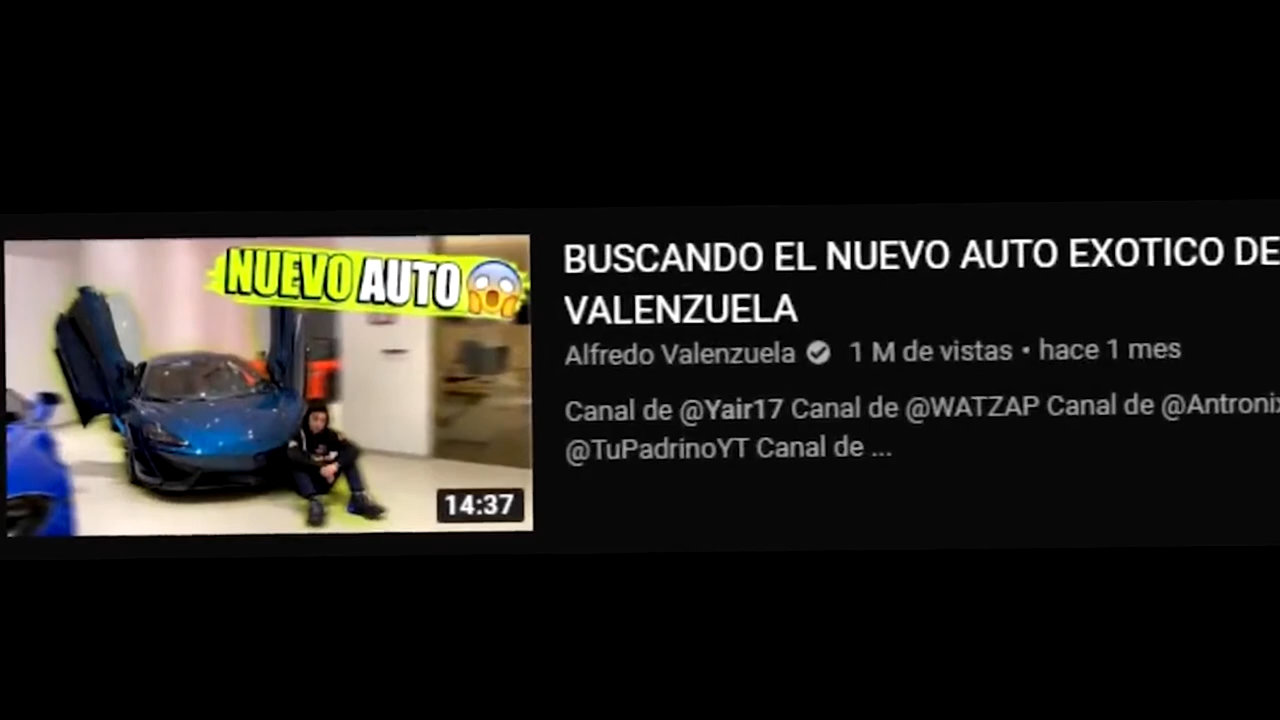 NUEVO AUTO
14:37
BUSCANDO EL NUEVO AUTO EXOTICO DE
VALENZUELA
Alfredo Valenzuela 1 M de vistas • hace 1 mes
Canal de @Yair17 Canal de @WATZAP Canal de @Antronix
@TuPadrinoYT Canal de ...